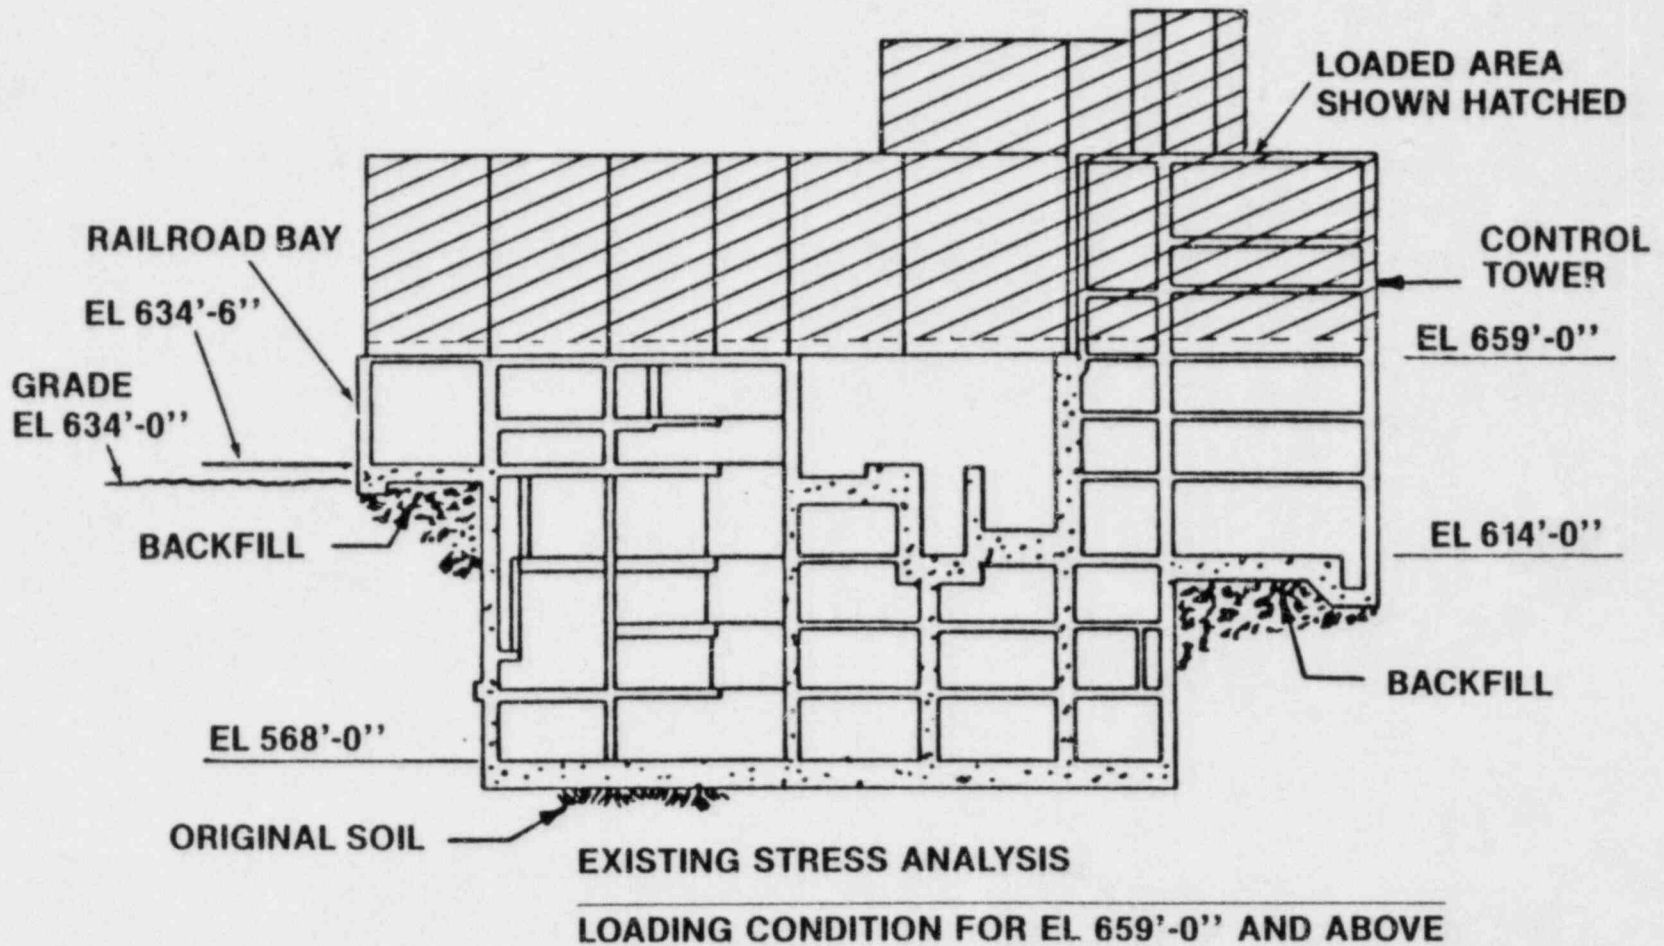 LOADED AREA
SHOWN HATCHED
RAILROAD BAY
CONTROL
TOWER
EL 634'-6"
EL 659'-0"
GRADE
EL 634'-0"
EL 614'-0"
BACKFILL
BACKFILL
EL 568'-0"
ORIGINAL SOIL
EXISTING STRESS ANALYSIS
LOADING CONDITION FOR EL 659'-0" AND ABOVE